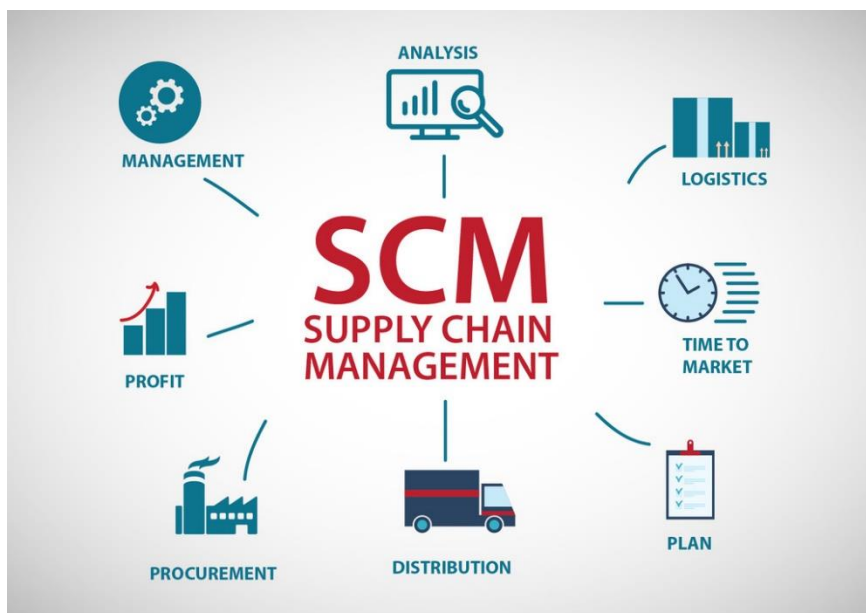 ANALYSIS
MANAGEMENT
LOGISTICS
SCM
SUPPLY CHAIN
MANAGEMENT
TIME TO
MARKET
PROFIT
PLAN
PROCUREMENT
DISTRIBUTION